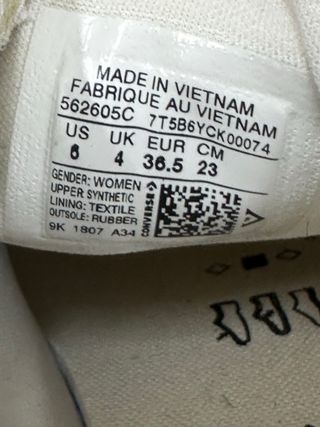 MADE IN VIETNAM
FABRIQUE AU VIETNAM
562605C 7T5B6YCK00074
US UK EUR CM
6 4 36.5 23
GENDER: WOMEN
UPPER: SYNTHETIC
LINING: TEXTILE
OUTSOLE: RUBBER
9K 1807 A34
CONVERSE